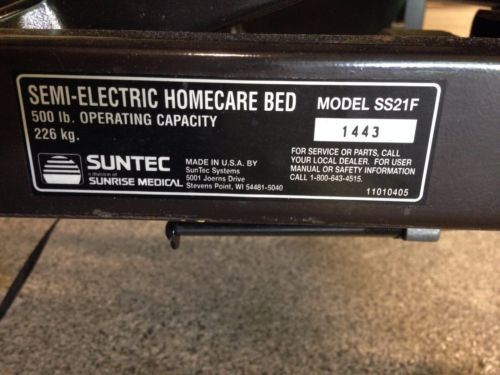 SEMI-ELECTRIC HOMECARE BED
500 lb. OPERATING CAPACITY
226 kg.
MODEL SS21F
1443
SUNTEC
a division of
SUNRISE MEDICAL
MADE IN U.S.A. BY
SunTec Systems
5001 Joerns Drive
Stevens Point, WI 54481-5040
FOR SERVICE OR PARTS, CALL
YOUR LOCAL DEALER. FOR USER
MANUAL OR SAFETY INFORMATION
CALL 1-800-643-4515.
11010405